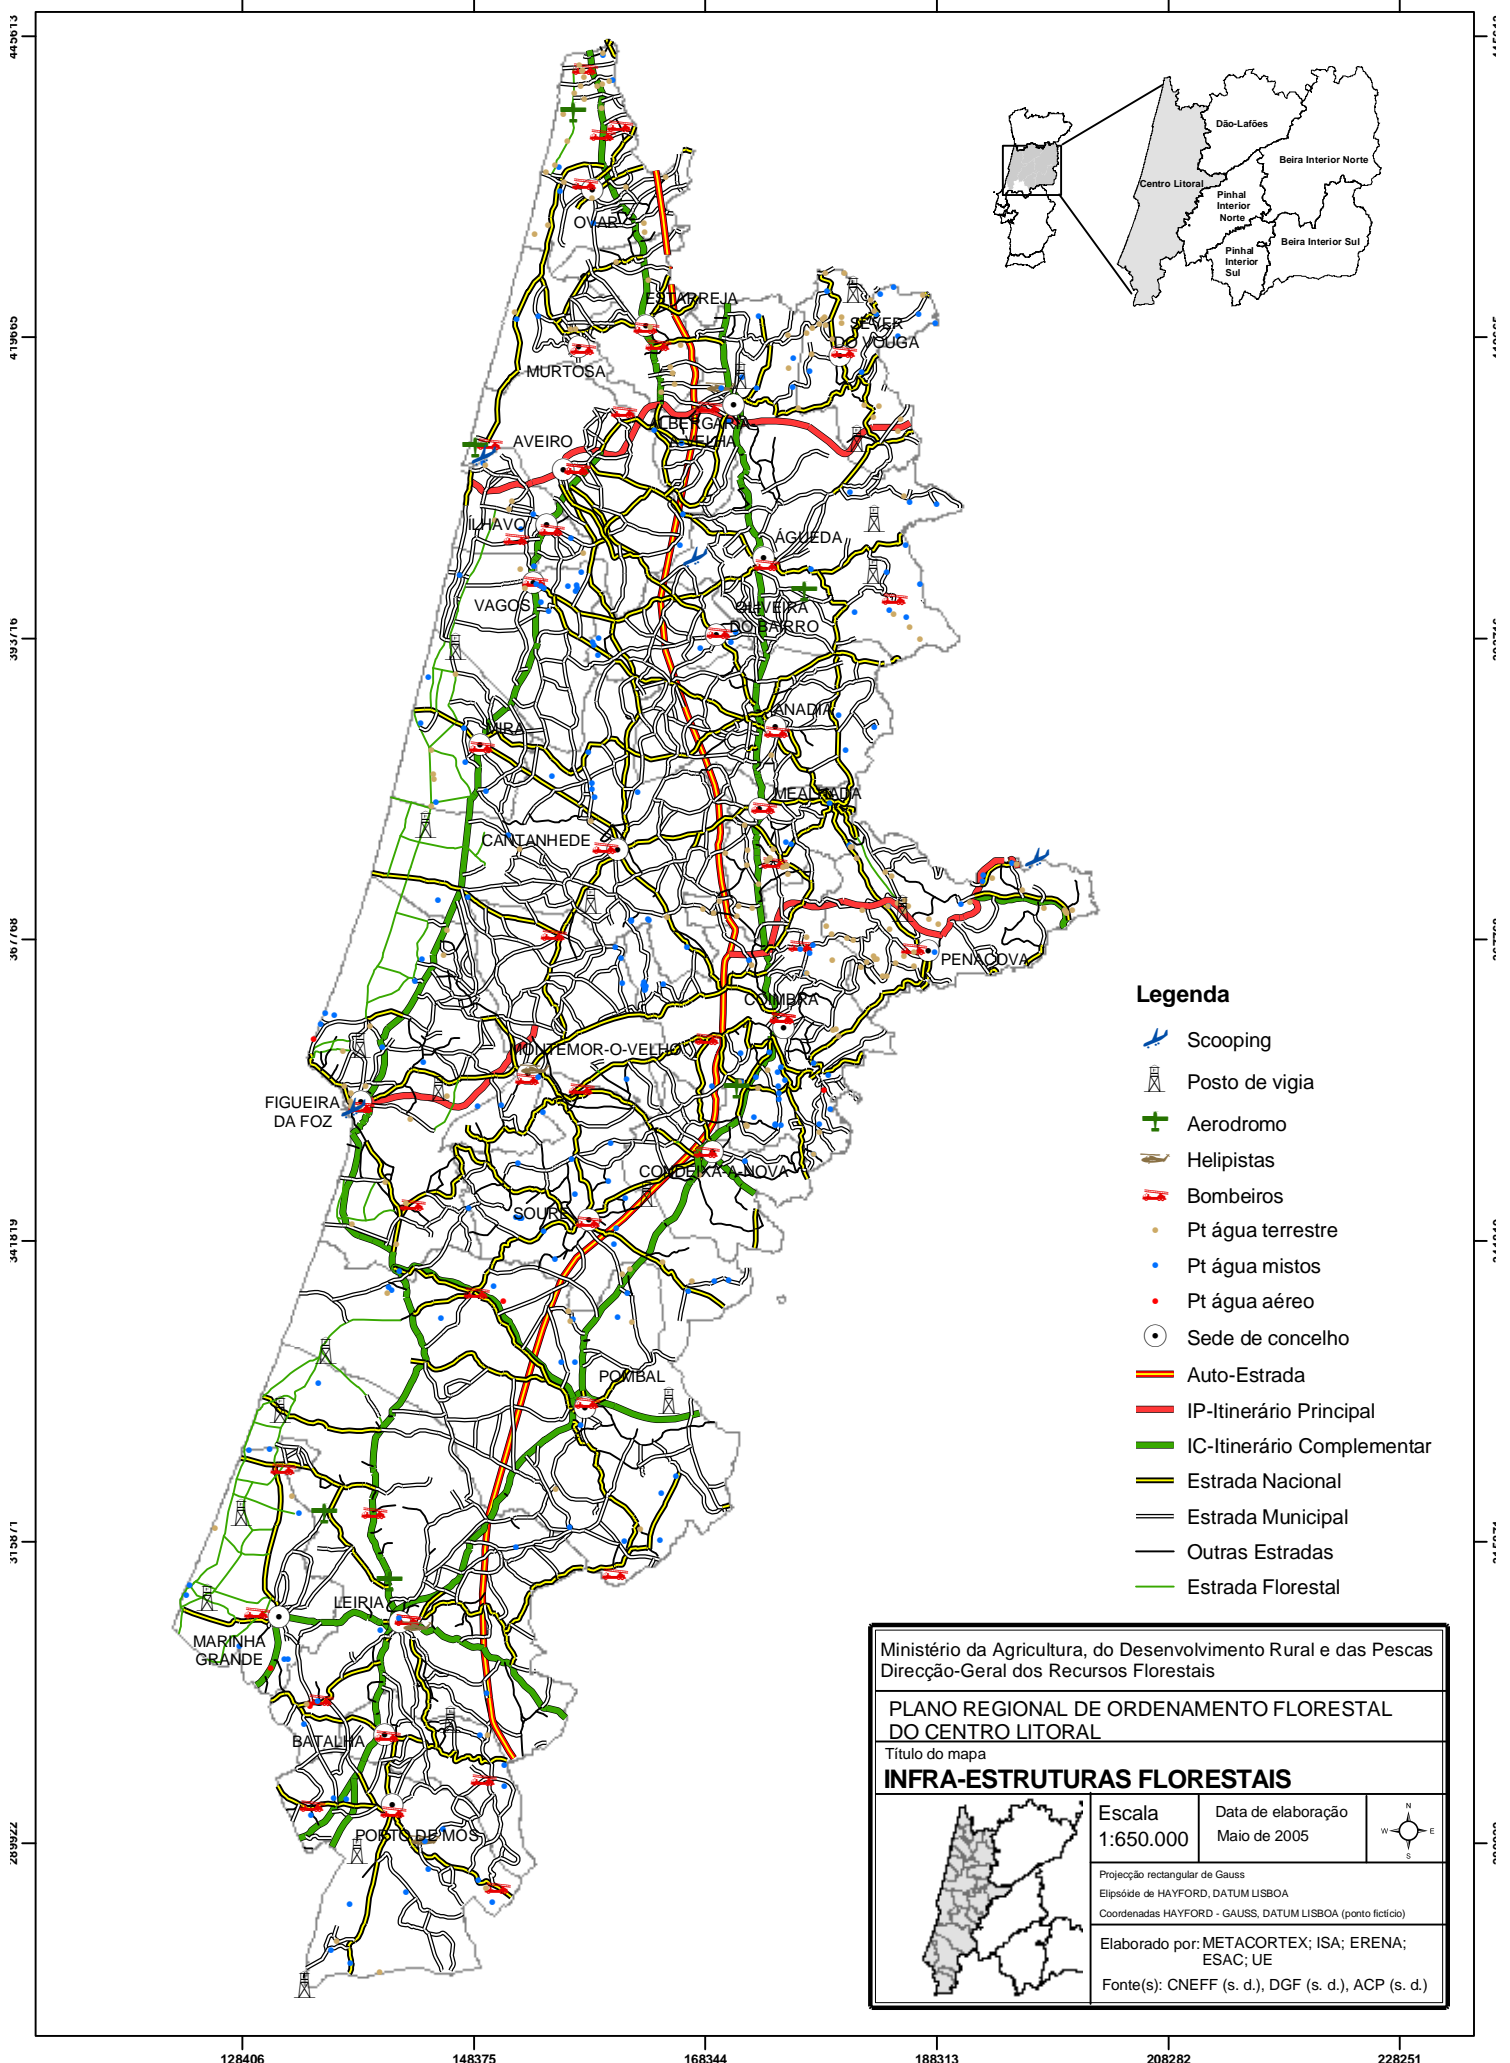 Dão-Lafões
Beira Interior Norte
Centro Litoral
Pinhal
Interior
Norte
Beira Interior Sul
Pinhal
Interior
Sul
OVAR
ESTARREJA
SEVER
DO VOUGA
MURTOSA
ALBERGARIA-
A-VELHA
AVEIRO
ÍLHAVO
ÁGUEDA
VAGOS
OLIVEIRA
DO BAIRRO
ANADIA
MIRA
MEALHADA
CANTANHEDE
PENACOVA
COIMBRA
MONTEMOR-O-VELHO
FIGUEIRA
DA FOZ
CONDEIXA-A-NOVA
SOURE
POMBAL
LEIRIA
MARINHA
GRANDE
BATALHA
PORTO DE MOS
445613
419665
393716
367768
341819
315871
289922
128406
148375
168344
188313
208282
228251
Legenda
Scooping
Posto de vigia
Aerodromo
Helipistas
Bombeiros
Pt água terrestre
Pt água mistos
Pt água aéreo
Sede de concelho
Auto-Estrada
IP-Itinerário Principal
IC-Itinerário Complementar
Estrada Nacional
Estrada Municipal
Outras Estradas
Estrada Florestal
Ministério da Agricultura, do Desenvolvimento Rural e das Pescas
Direcção-Geral dos Recursos Florestais
PLANO REGIONAL DE ORDENAMENTO FLORESTAL
DO CENTRO LITORAL
Título do mapa
INFRA-ESTRUTURAS FLORESTAIS
Escala
1:650.000
Data de elaboração
Maio de 2005
N
W E
S
Projecção rectangular de Gauss
Elipsóide de HAYFORD, DATUM LISBOA
Coordenadas HAYFORD - GAUSS, DATUM LISBOA (ponto fictício)
Elaborado por: METACORTEX; ISA; ERENA;
ESAC; UE
Fonte(s): CNEFF (s. d.), DGF (s. d.), ACP (s. d.)